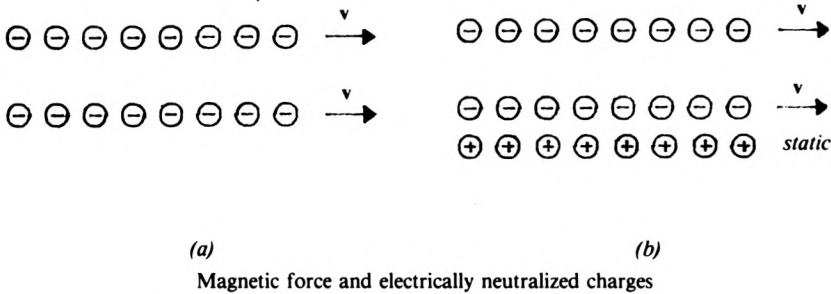 v v
v
static
(a) (b)
Magnetic force and electrically neutralized charges